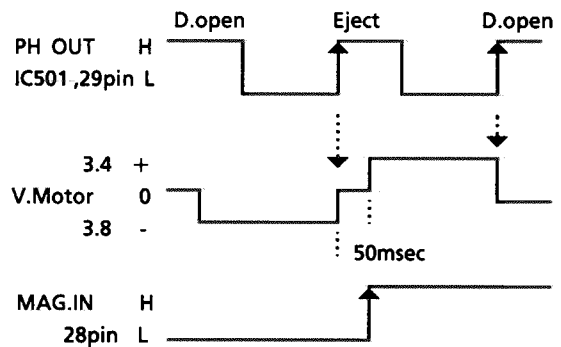 D.open Eject D.open
PH OUT H
IC501,29pin L
3.4 +
V.Motor 0
3.8 -
50msec
MAG.IN H
28pin L